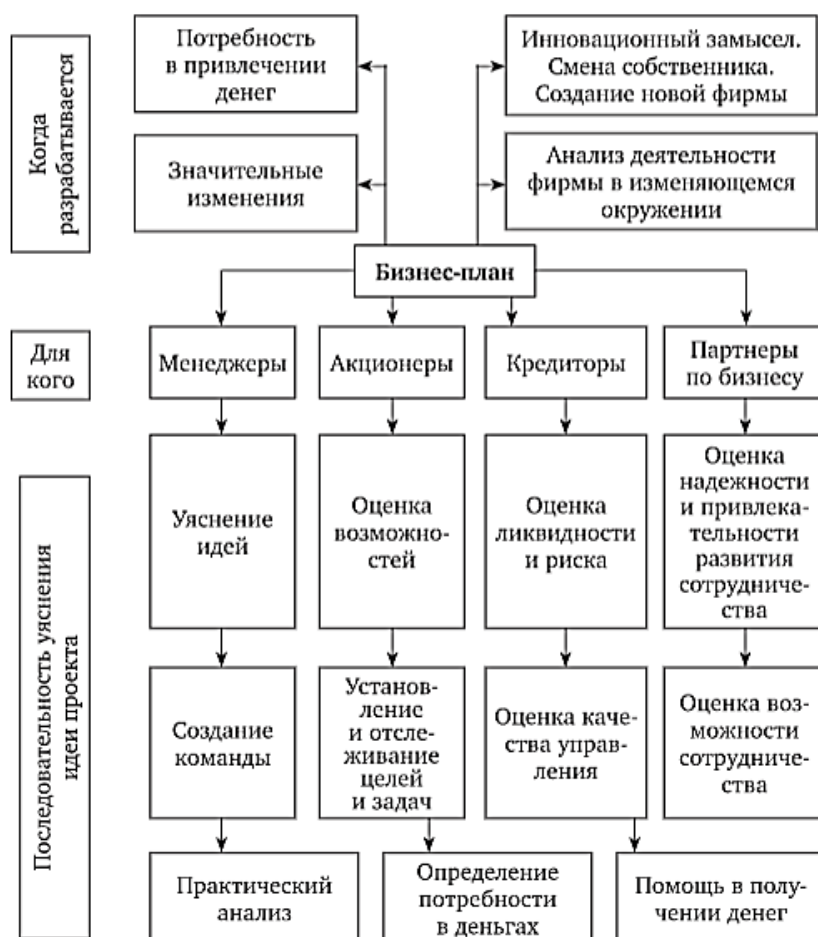 Когда
разрабатывается
Потребность
в привлечении
денег
Инновационный замысел.
Смена собственника.
Создание новой фирмы
Значительные
изменения
Анализ деятельности
фирмы в изменяющемся
окружении
Бизнес-план
Для
кого
Менеджеры
Акционеры
Кредиторы
Партнеры
по бизнесу
Последовательность уяснения
идеи проекта
Уяснение
идей
Оценка
возможно-
стей
Оценка
ликвидности
и риска
Оценка
надежности
и привлека-
тельности
развития
сотрудниче-
ства
Создание
команды
Установ-
ление
и отсле-
живание
целей
и задач
Оценка каче-
ства управ-
ления
Оценка воз-
можности
сотрудниче-
ства
Практический
анализ
Определение
потребности
в деньгах
Помощь в полу-
чении денег